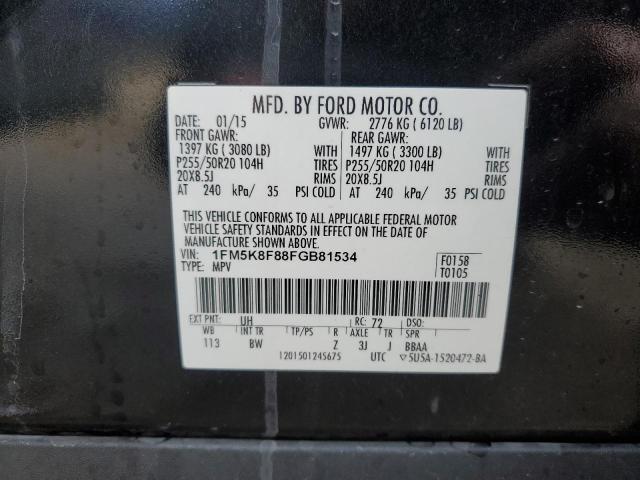 MFD. BY FORD MOTOR CO.
DATE: 01/15 GVWR: 2776 KG ( 6120 LB)
FRONT GAWR: REAR GAWR:
1397 KG ( 3080 LB) WITH 1497 KG ( 3300 LB) WITH
P255/50R20 104H TIRES P255/50R20 104H TIRES
20X8.5J RIMS 20X8.5J RIMS
AT 240 kPa/ 35 PSI COLD AT 240 kPa/ 35 PSI COLD
THIS VEHICLE CONFORMS TO ALL APPLICABLE FEDERAL MOTOR
VEHICLE SAFETY STANDARDS IN EFFECT ON THE DATE OF
MANUFACTURE SHOWN ABOVE.
VIN: 1FM5K8F88FGB81534 F0158
TYPE: MPV T0105
EXT PNT: UH RC: 72 DSO:
WB INT TR TP/PS R AXLE TR
113 BW Z 3J J BBAA
1201501245675 UTC ▽5U5A-1520472-BA